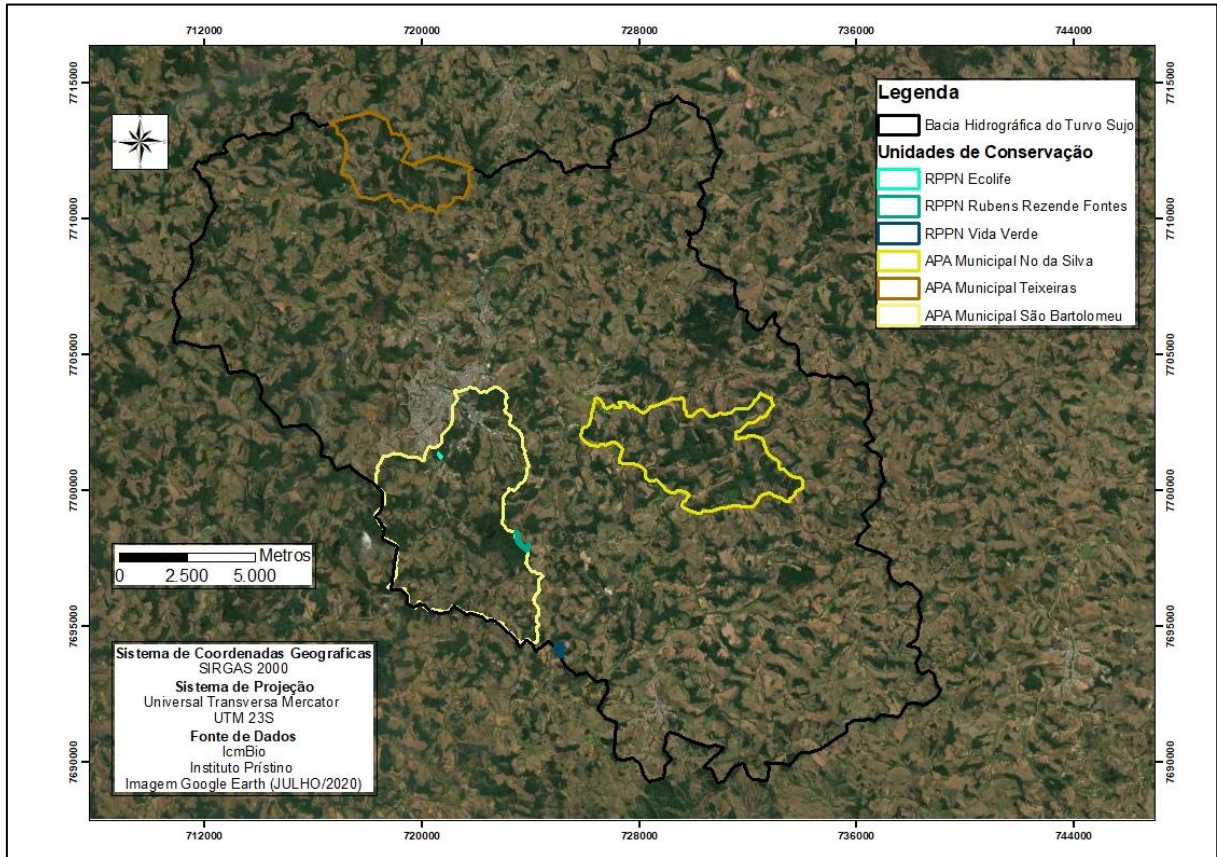 712000
720000
728000
736000
744000
7715000
7710000
7705000
7700000
7695000
7690000
7715000
7710000
7705000
7700000
7695000
7690000
Legenda
Bacia Hidrográfica do Turvo Sujo
Unidades de Conservação
RPPN Ecolife
RPPN Rubens Rezende Fontes
RPPN Vida Verde
APA Municipal No da Silva
APA Municipal Teixeiras
APA Municipal São Bartolomeu
Metros
0 2.500 5.000
Sistema de Coordenadas Geograficas
SIRGAS 2000
Sistema de Projeção
Universal Transversa Mercator
UTM 23S
Fonte de Dados
IcmBio
Instituto Prístino
Imagem Google Earth (JULHO/2020)
712000
720000
728000
736000
744000